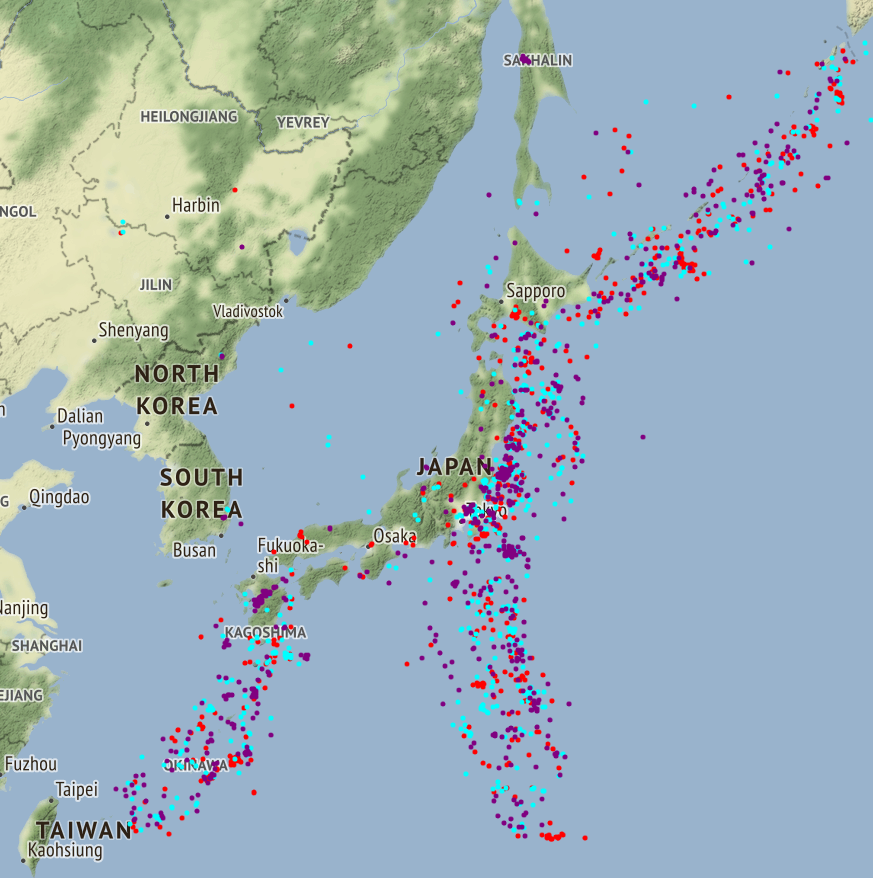 SAKHALIN
HEILONGJIANG
YEVREY
Harbin
NGOL
JILIN
Sapporo
Vladivostok
Shenyang
NORTH
KOREA
Dalian
Pyongyang
JAPAN
SOUTH
KOREA
Qingdao
G
Tokyo
Osaka
Busan
Fukuoka-
shi
Nanjing
KAGOSHIMA
SHANGHAI
EJIANG
OKINAWA
Fuzhou
Taipei
TAIWAN
Kaohsiung